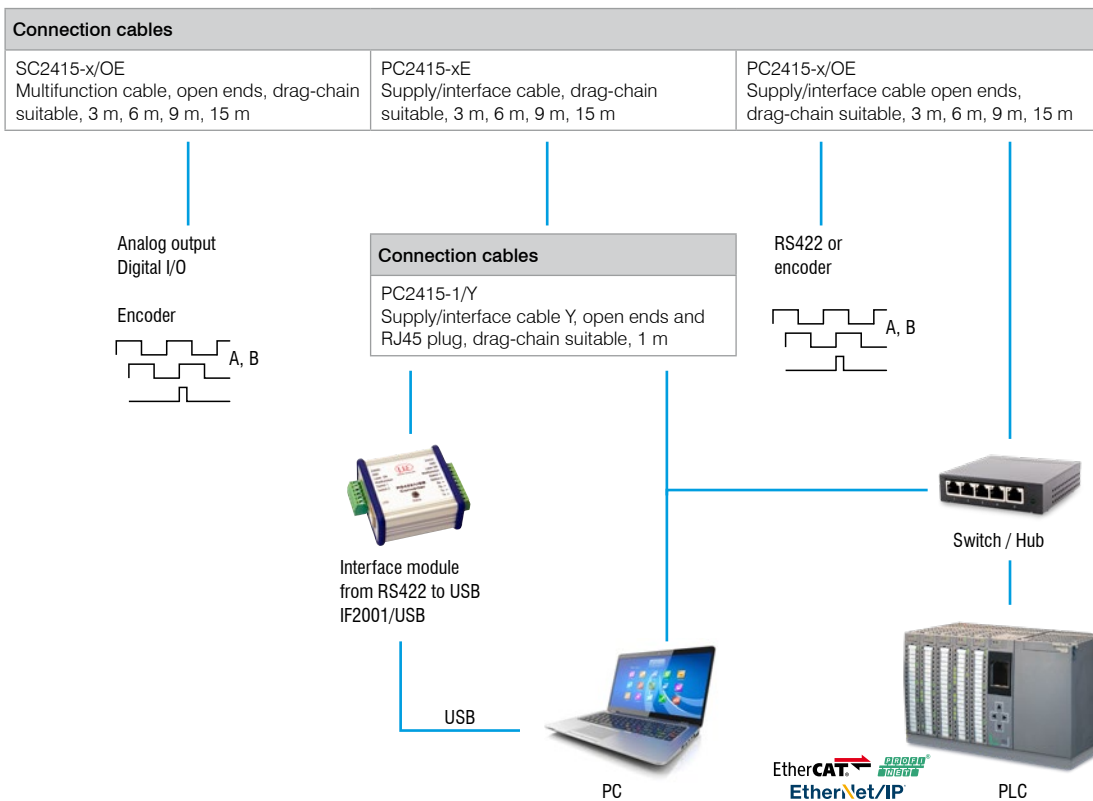 Connection cables
SC2415-x/OE
Multifunction cable, open ends, drag-chain
suitable, 3 m, 6 m, 9 m, 15 m
PC2415-xE
Supply/interface cable, drag-chain
suitable, 3 m, 6 m, 9 m, 15 m
PC2415-x/OE
Supply/interface cable open ends,
drag-chain suitable, 3 m, 6 m, 9 m, 15 m
Analog output
Digital I/O
Encoder
A, B
Connection cables
PC2415-1/Y
Supply/interface cable Y, open ends and
RJ45 plug, drag-chain suitable, 1 m
RS422 or
encoder
A, B
Interface module
from RS422 to USB
IF2001/USB
Switch / Hub
USB
PC
EtherCAT®
PROFI
NET®
EtherNet/IP
PLC